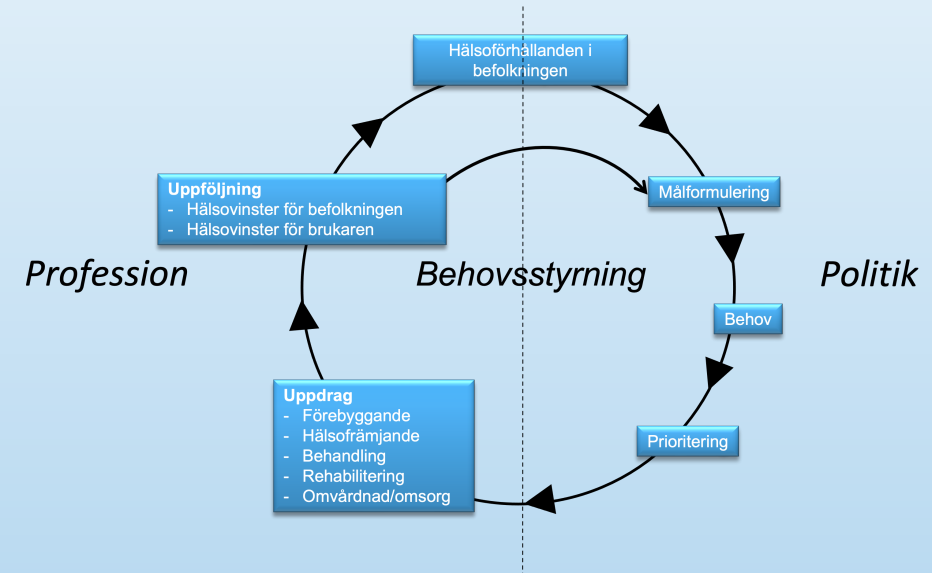 Hälsoförhållanden i
befolkningen
Uppföljning
- Hälsovinster för befolkningen
- Hälsovinster för brukaren
Målformulering
Profession
Behovsstyrning
Politik
Behov
Uppdrag
- Förebyggande
- Hälsofrämjande
- Behandling
- Rehabilitering
- Omvårdnad/omsorg
Prioritering